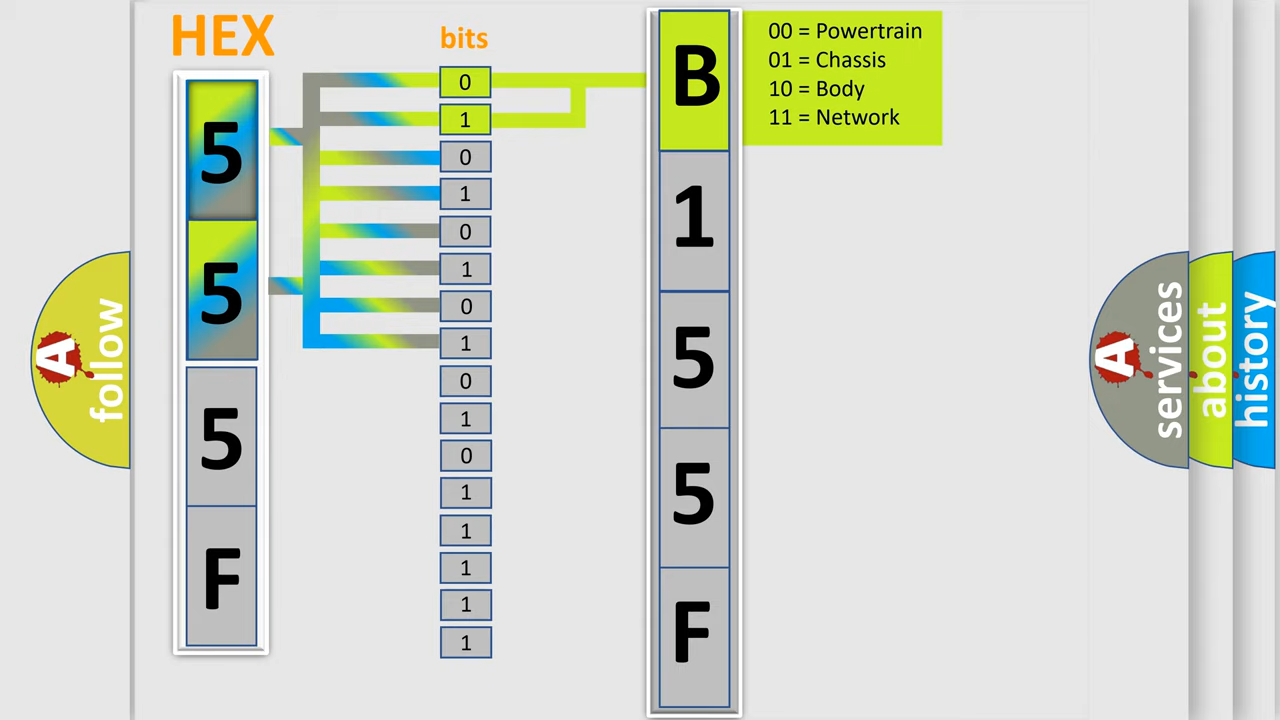 HEX
bits
5
5
5
F
0
1
0
1
0
1
0
1
0
1
0
1
1
1
1
1
B
1
5
5
F
00 = Powertrain
01 = Chassis
10 = Body
11 = Network
A follow
A services
about
history